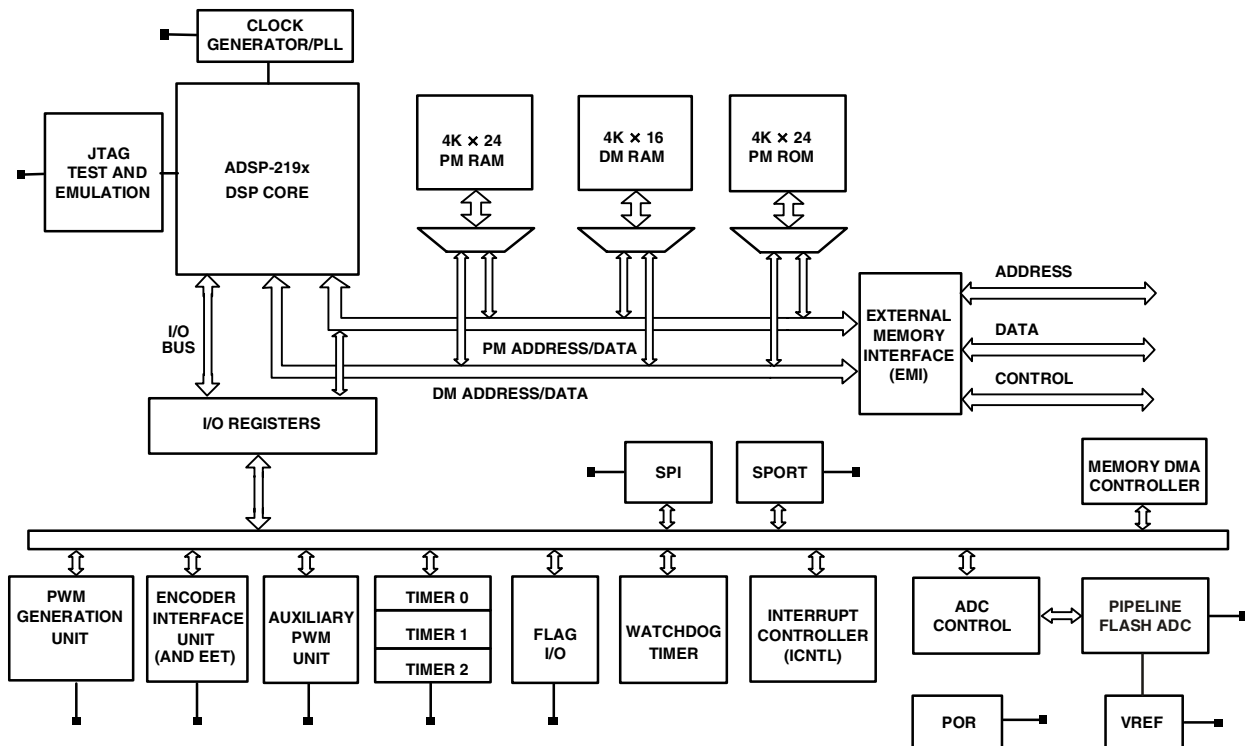 CLOCK
GENERATOR/PLL
JTAG
TEST AND
EMULATION
ADSP-219x
DSP CORE
4K × 24
PM RAM
4K × 16
DM RAM
4K × 24
PM ROM
I/O
BUS
PM ADDRESS/DATA
DM ADDRESS/DATA
EXTERNAL
MEMORY
INTERFACE
(EMI)
ADDRESS
DATA
CONTROL
I/O REGISTERS
SPI
SPORT
MEMORY DMA
CONTROLLER
PWM
GENERATION
UNIT
ENCODER
INTERFACE
UNIT
(AND EET)
AUXILIARY
PWM
UNIT
TIMER 0
TIMER 1
TIMER 2
FLAG
I/O
WATCHDOG
TIMER
INTERRUPT
CONTROLLER
(ICNTL)
ADC
CONTROL
PIPELINE
FLASH ADC
POR
VREF